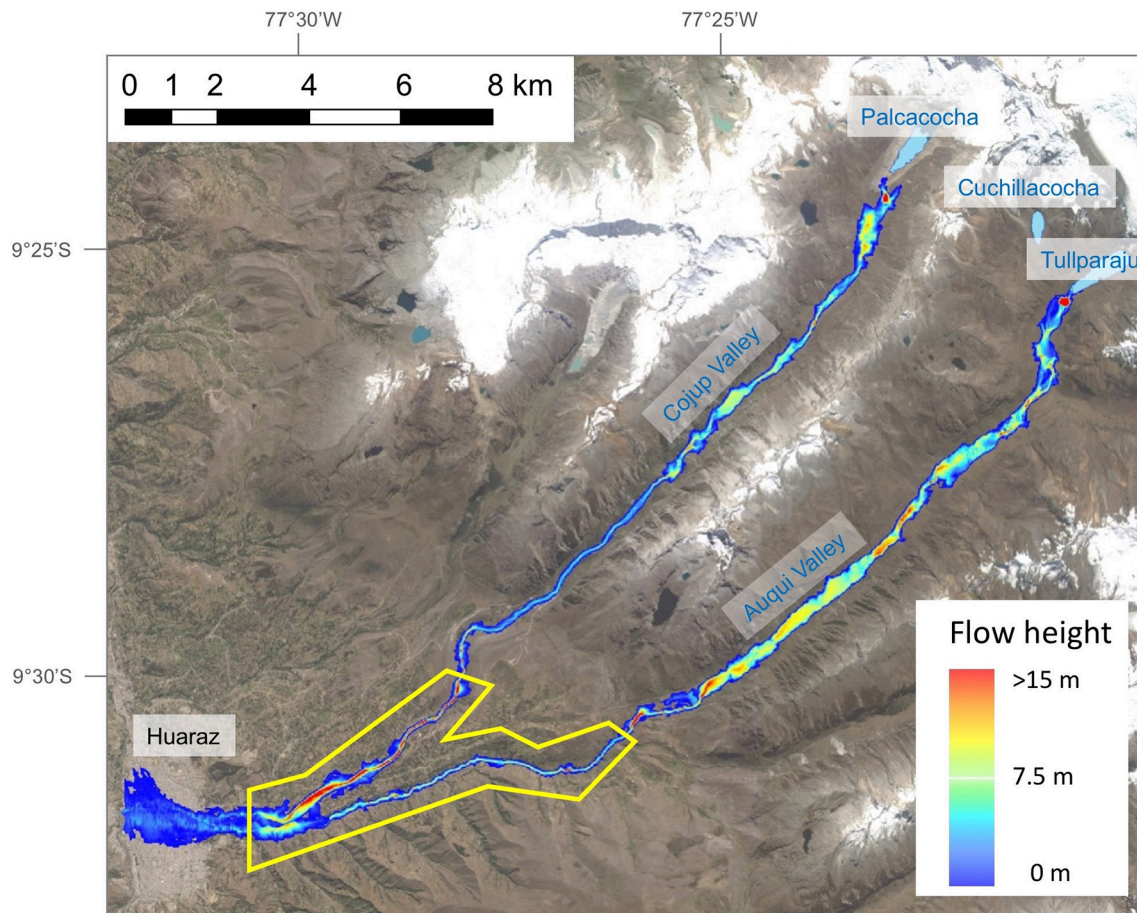 77°30'W
77°25'W
0 1 2 4 6 8 km
Palcacocha
Cuchillacocha
9°25'S
Tullparaju
Cojup Valley
Auqui Valley
Flow height
>15 m
9°30'S
Huaraz
7.5 m
0 m